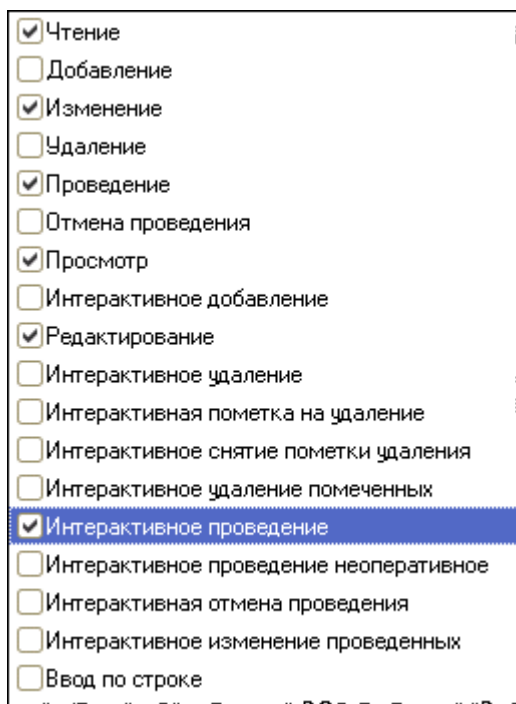 Чтение
Добавление
Изменение
Удаление
Проведение
Отмена проведения
Просмотр
Интерактивное добавление
Редактирование
Интерактивное удаление
Интерактивная пометка на удаление
Интерактивное снятие пометки удаления
Интерактивное удаление помеченных
Интерактивное проведение
Интерактивное проведение неоперативное
Интерактивная отмена проведения
Интерактивное изменение проведенных
Ввод по строке